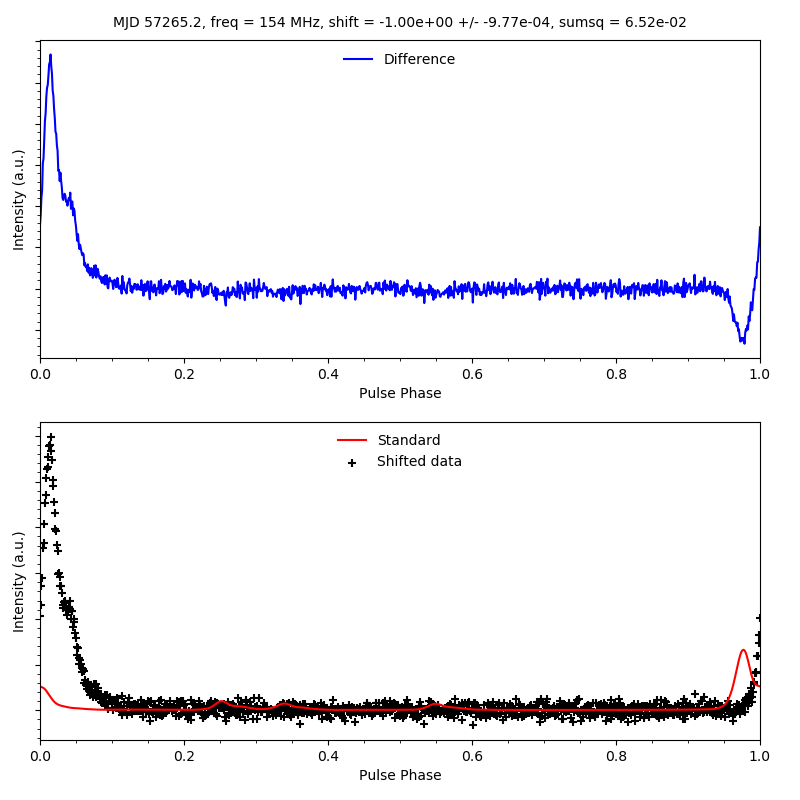 MJD 57265.2, freq = 154 MHz, shift = -1.00e+00 +/- -9.77e-04, sumsq = 6.52e-02
Difference
Intensity (a.u.)
0.0 0.2 0.4 0.6 0.8 1.0
Pulse Phase
Standard
Shifted data
Intensity (a.u.)
0.0 0.2 0.4 0.6 0.8 1.0
Pulse Phase